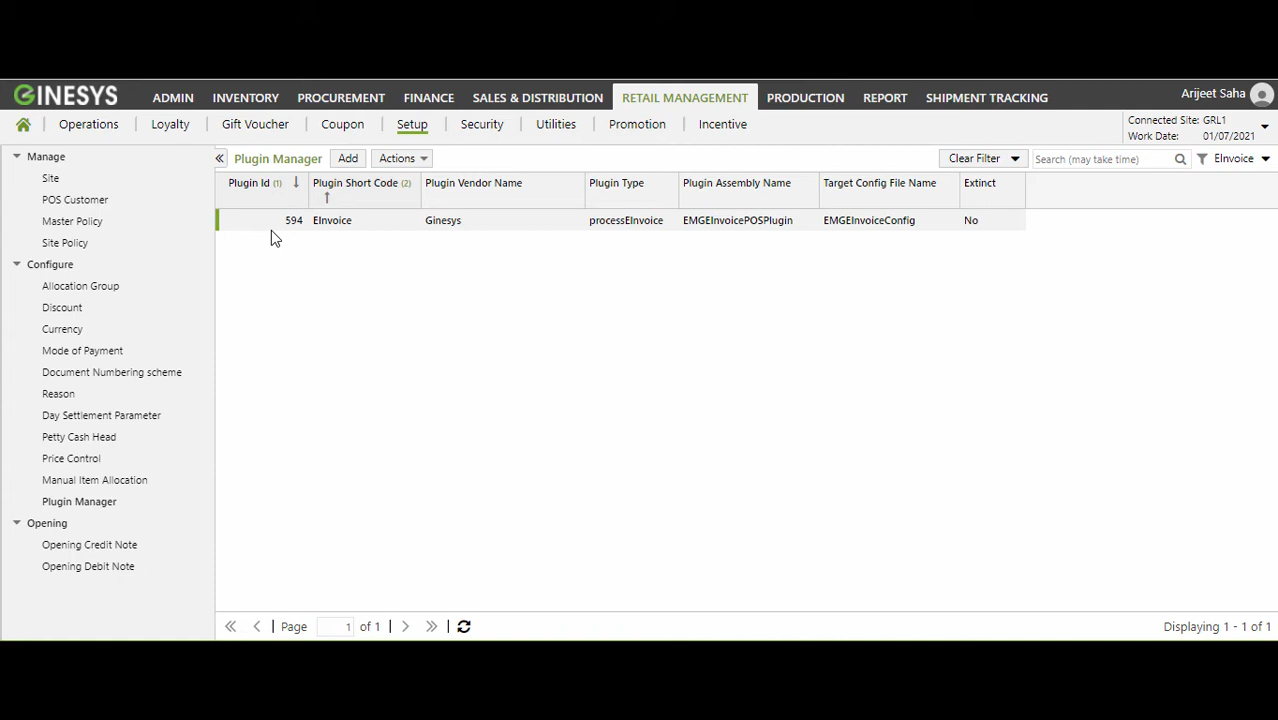 GINESYS
ADMIN INVENTORY PROCUREMENT FINANCE SALES & DISTRIBUTION RETAIL MANAGEMENT PRODUCTION REPORT SHIPMENT TRACKING
Arijeet Saha
Operations Loyalty Gift Voucher Coupon Setup Security Utilities Promotion Incentive
Connected Site: GRL1
Work Date: 01/07/2021
Manage
Site
POS Customer
Master Policy
Site Policy
Configure
Allocation Group
Discount
Currency
Mode of Payment
Document Numbering scheme
Reason
Day Settlement Parameter
Petty Cash Head
Price Control
Manual Item Allocation
Plugin Manager
Opening
Opening Credit Note
Opening Debit Note
Plugin Manager Add Actions Clear Filter Search (may take time) EInvoice
Plugin Id (1) Plugin Short Code (2) Plugin Vendor Name Plugin Type Plugin Assembly Name Target Config File Name Extinct
594 EInvoice Ginesys processEInvoice EMGEInvoicePOSPlugin EMGEInvoiceConfig No
Page 1 of 1
Displaying 1 - 1 of 1